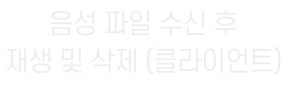 음성 파일 수신 후
재생 및 삭제 (클라이언트)